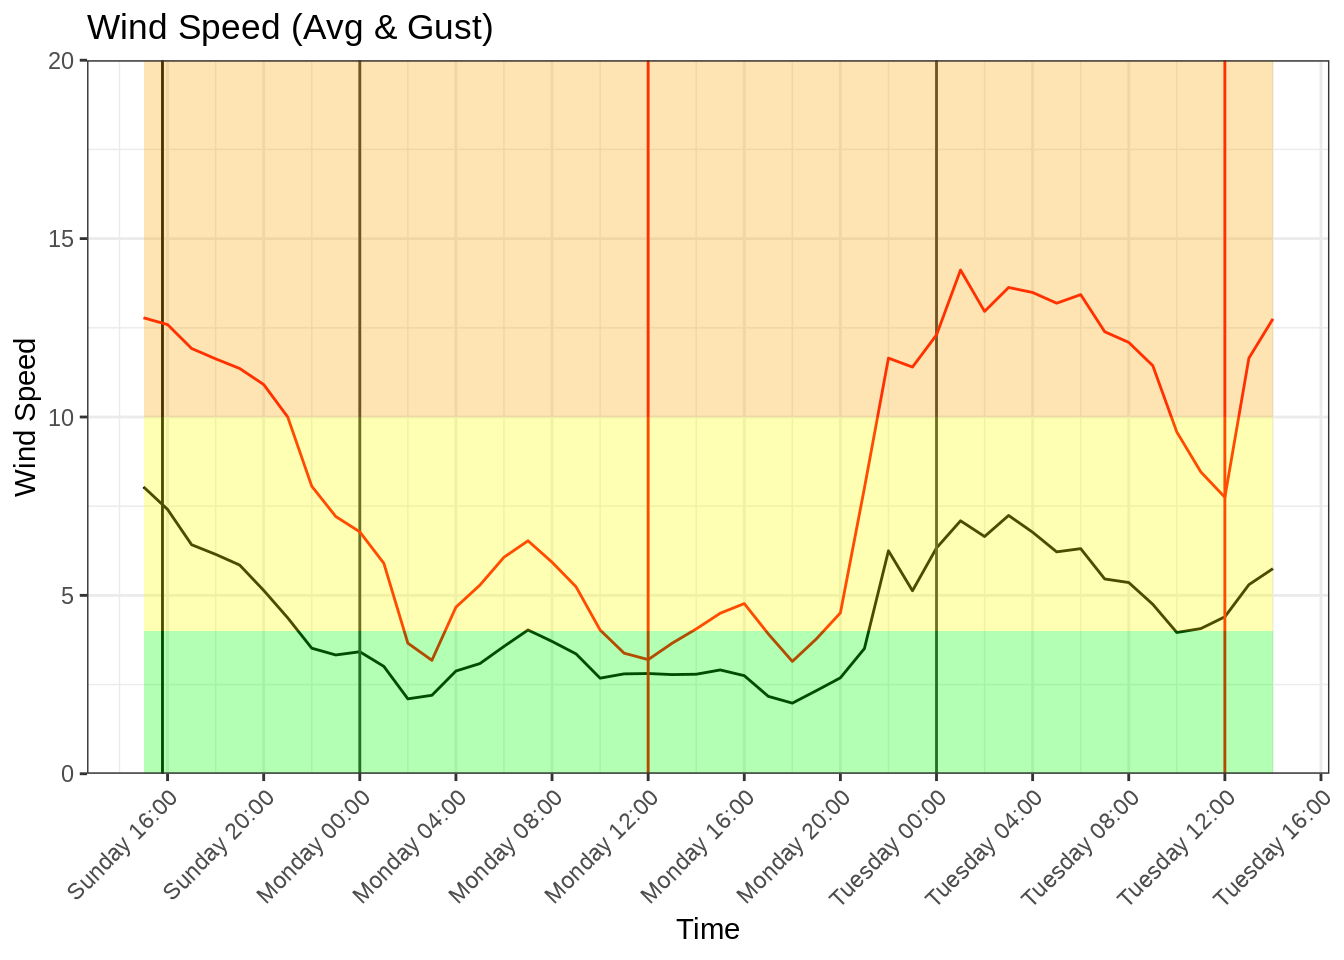 Wind Speed (Avg & Gust)
20
15
10
5
0
Wind Speed
Sunday 16:00
Sunday 20:00
Monday 00:00
Monday 04:00
Monday 08:00
Monday 12:00
Monday 16:00
Monday 20:00
Tuesday 00:00
Tuesday 04:00
Tuesday 08:00
Tuesday 12:00
Tuesday 16:00
Time